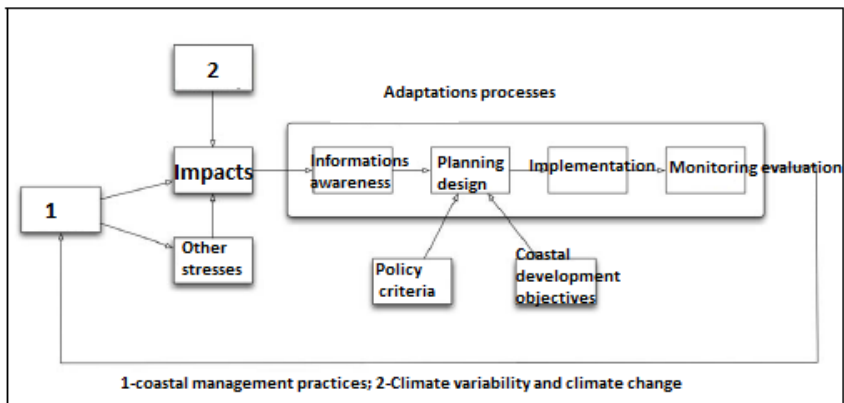 2
Adaptations processes
Impacts
Informations
awareness
Planning
design
Implementation
Monitoring evaluation
1
Other
stresses
Policy
criteria
Coastal
development
objectives
1-coastal management practices; 2-Climate variability and climate change